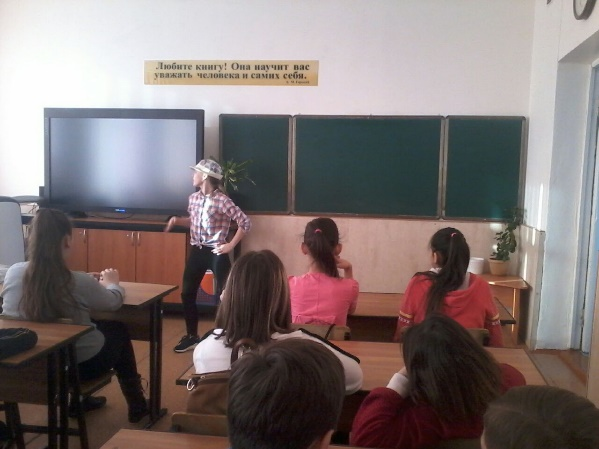 Любите книгу! Она научит вас
уважать человека и самих себя.